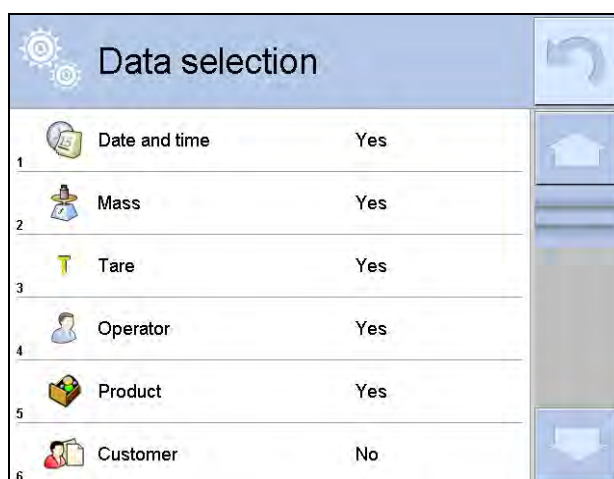 Data selection
Date and time Yes
1
Mass Yes
2
Tare Yes
3
Operator Yes
4
Product Yes
5
Customer No
6